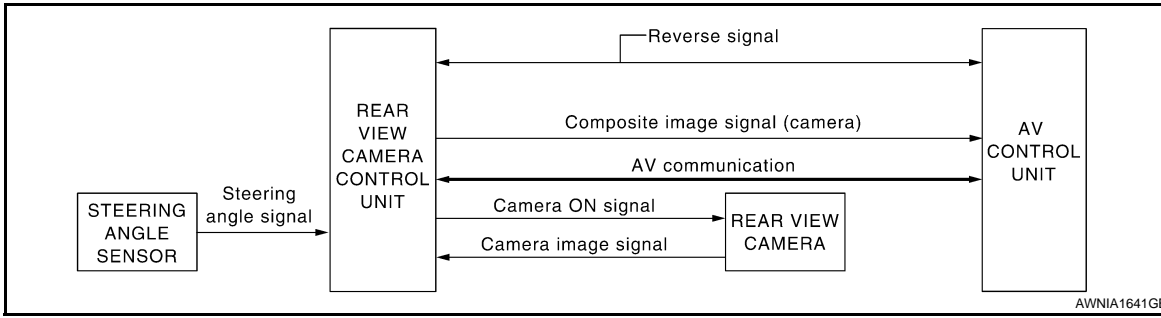 Reverse signal
REAR
VIEW
CAMERA
CONTROL
UNIT
Composite image signal (camera)
AV
CONTROL
UNIT
AV communication
Steering
angle signal
STEERING
ANGLE
SENSOR
Camera ON signal
Camera image signal
REAR VIEW
CAMERA
AWNIA1641GB